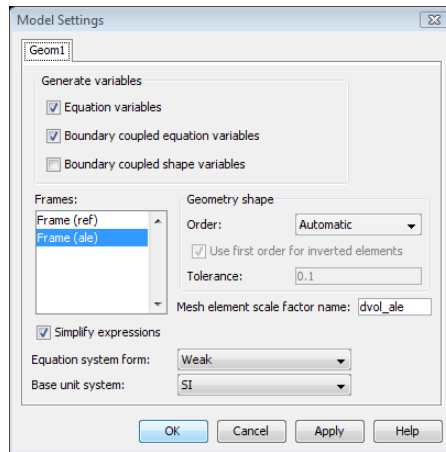 Model Settings
Geom1
Generate variables
Equation variables
Boundary coupled equation variables
Boundary coupled shape variables
Frames:
Frame (ref)
Frame (ale)
Geometry shape
Order: Automatic
Use first order for inverted elements
Tolerance: 0.1
Mesh element scale factor name: dvol_ale
Simplify expressions
Equation system form: Weak
Base unit system: SI
OK Cancel Apply Help